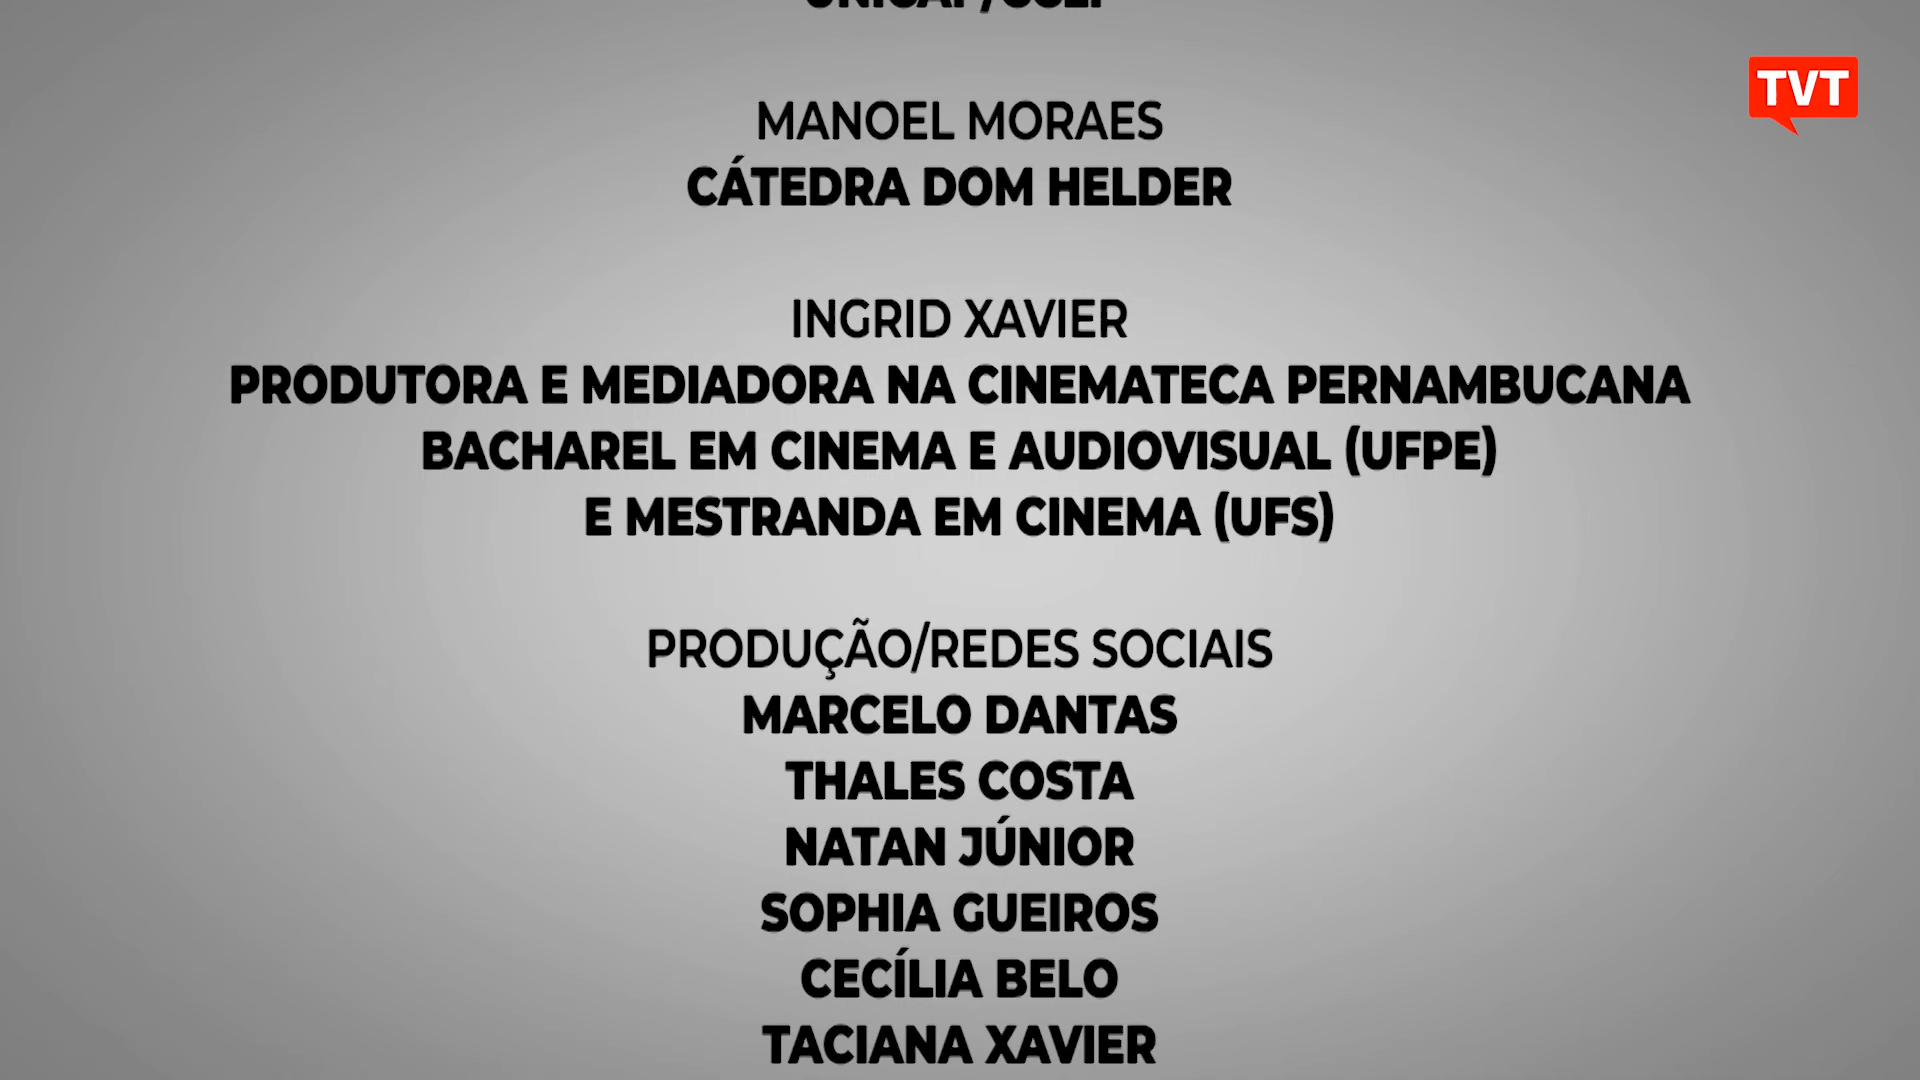 TVT
MANOEL MORAES
CÁTEDRA DOM HELDER
INGRID XAVIER
PRODUTORA E MEDIADORA NA CINEMATECA PERNAMBUCANA
BACHAREL EM CINEMA E AUDIOVISUAL (UFPE)
E MESTRANDA EM CINEMA (UFS)
PRODUÇÃO/REDES SOCIAIS
MARCELO DANTAS
THALES COSTA
NATAN JÚNIOR
SOPHIA GUEIROS
CECÍLIA BELO
TACIANA XAVIER